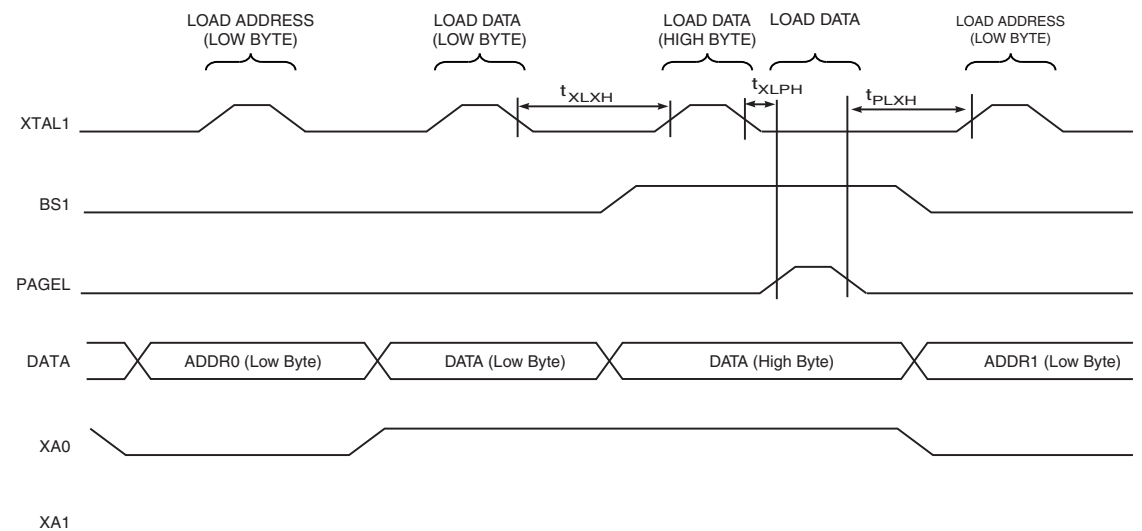 LOAD ADDRESS
(LOW BYTE)
LOAD DATA
(LOW BYTE)
LOAD DATA
(HIGH BYTE)
LOAD DATA
LOAD ADDRESS
(LOW BYTE)
tXLXH
tXLPH
tPLXH
XTAL1
BS1
PAGEL
DATA
ADDR0 (Low Byte)
DATA (Low Byte)
DATA (High Byte)
ADDR1 (Low Byte)
XA0
XA1